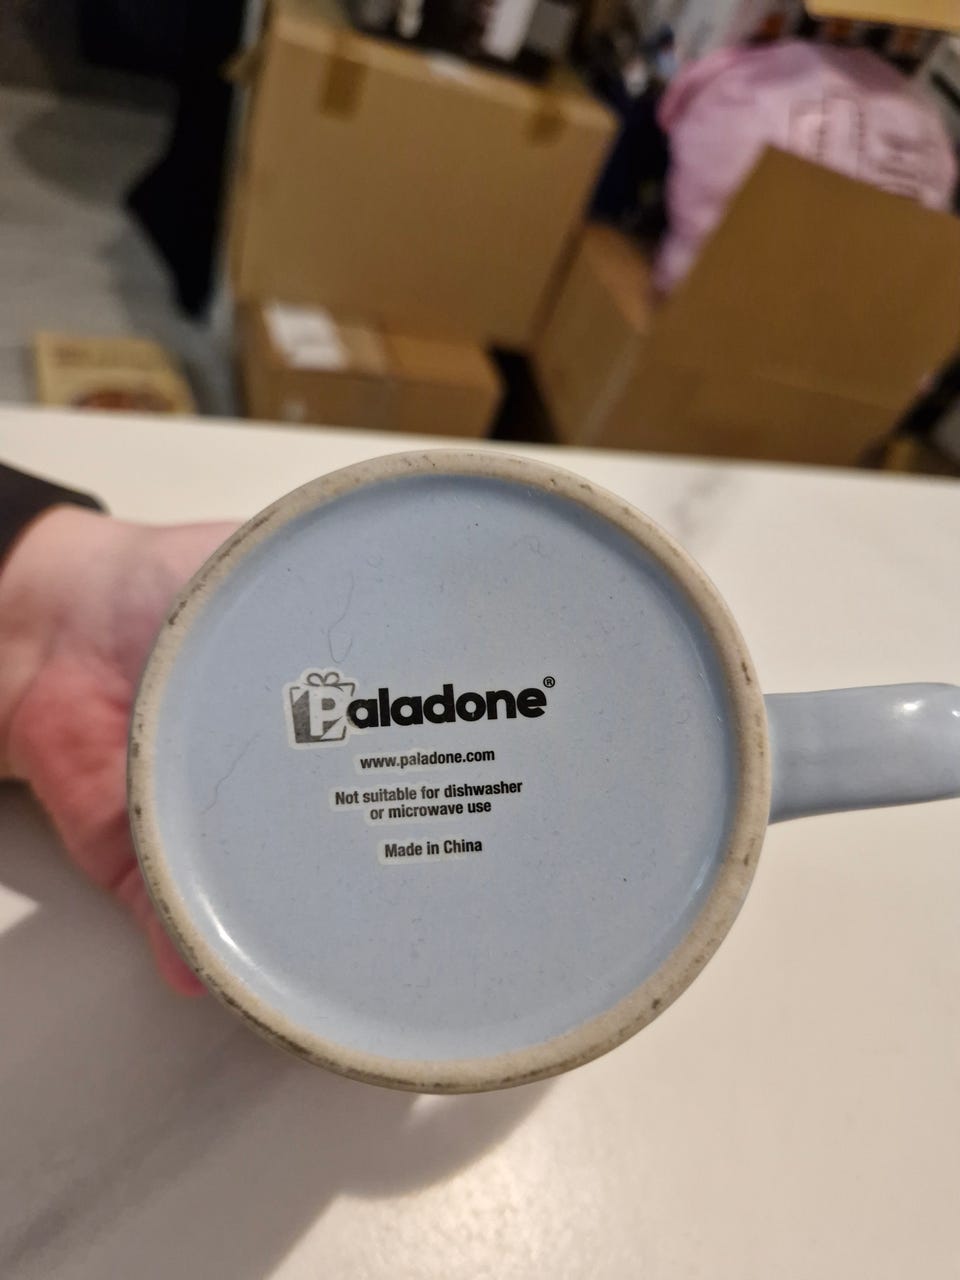 Paladone®
www.paladone.com
Not suitable for dishwasher
or microwave use
Made in China